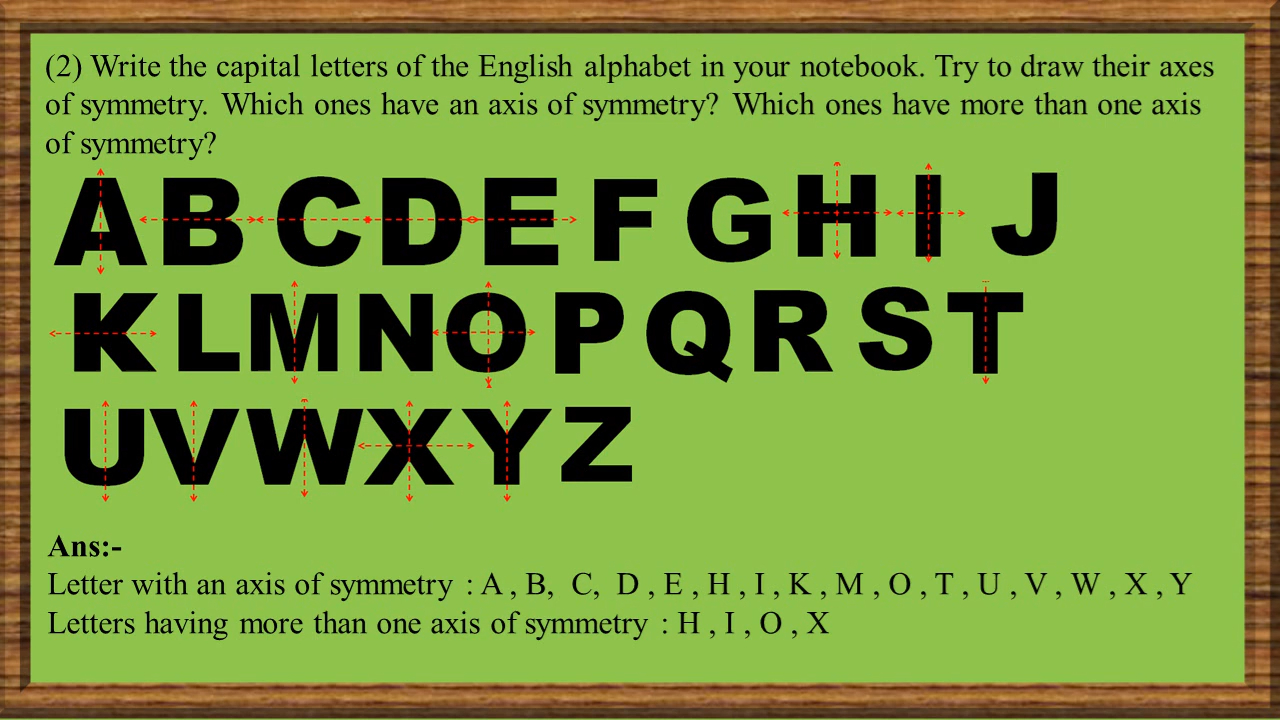 (2) Write the capital letters of the English alphabet in your notebook. Try to draw their axes
of symmetry. Which ones have an axis of symmetry? Which ones have more than one axis
of symmetry?
A B C D E F G H I J
K L M N O P Q R S T
U V W X Y Z
Ans:-
Letter with an axis of symmetry : A , B, C, D , E , H , I , K , M , O , T , U , V , W , X , Y
Letters having more than one axis of symmetry : H , I , O , X